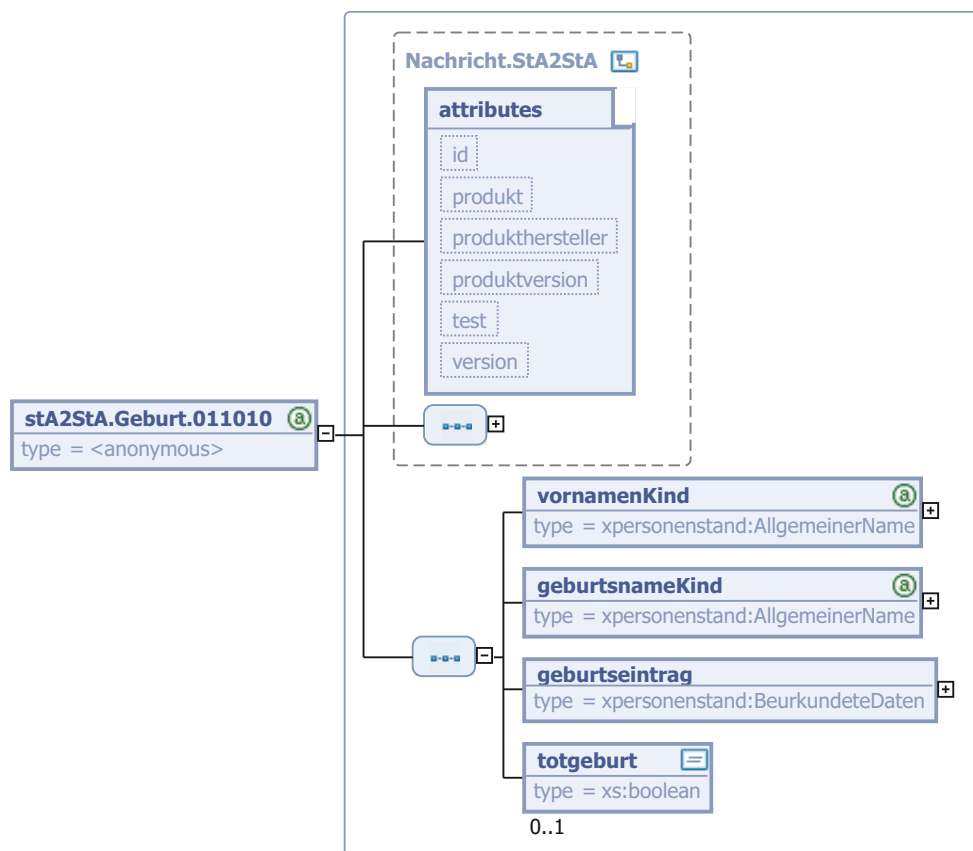 Nachricht.StA2StA
attributes
id
produkt
produkthersteller
produktversion
test
version
stA2StA.Geburt.011010
type = <anonymous>
vornamenKind
type = xpersonenstand:AllgemeinerName
geburtsnameKind
type = xpersonenstand:AllgemeinerName
geburtseintrag
type = xpersonenstand:BeurkundeteDaten
totgeburt
type = xs:boolean
0..1